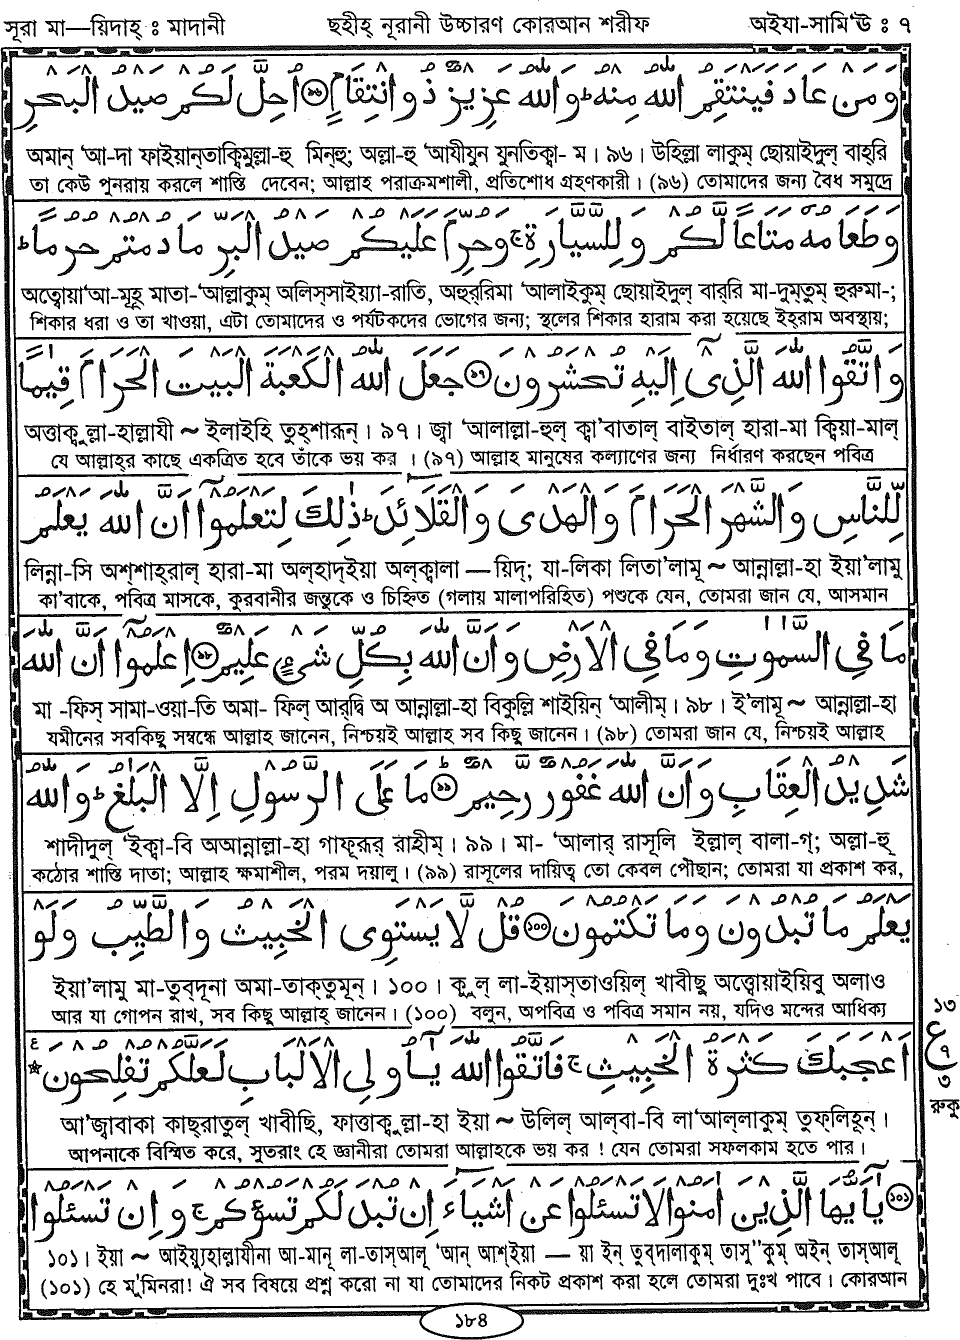 সূরা মা—য়িদাহ্ : মাদানী ছহীহ্ নূরানী উচ্চারণ কোরআন শরীফ অইযা-সামি'ঊ : ৭
وَمَنْ عَادَ فَيَنْتَقِمُ اللّٰهُ مِنْهُ ؕ وَاللّٰهُ عَزِيْزٌ ذُو انْتِقَامٍ ﴿٩٦﴾ اُحِلَّ لَكُمْ صَيْدُ الْبَحْرِ
অমান্ 'আ-দা ফাইয়ান্তাক্বিমুল্লা-হু মিন্হু; অল্লা-হু 'আযীযুন যুনতিক্বা- ম। ৯৬। উহিল্লা লাকুম্ ছোয়াইদুল্ বাহ্‌রি
তা কেউ পুনরায় করলে শাস্তি দেবেন; আল্লাহ পরাক্রমশালী, প্রতিশোধ গ্রহণকারী। (৯৬) তোমাদের জন্য বৈধ সমুদ্রে
وَطَعَامُهٗ مَتَاعًا لَّكُمْ وَلِلسَّيَّارَةِ ۚ وَحُرِّمَ عَلَيْكُمْ صَيْدُ الْبَرِّ مَا دُمْتُمْ حُرُمًا ؕ
অত্বোয়া'আ-মূহূ মাতা-'আল্লাকুম্ অলিস্‌সাইয়্যা-রাতি, অহুর্‌রিমা 'আলাইকুম্ ছোয়াইদুল্ বার্‌রি মা-দুম্‌তুম্ হুরুমা-;
শিকার ধরা ও তা খাওয়া, এটা তোমাদের ও পর্যটকদের ভোগের জন্য; স্থলের শিকার হারাম করা হয়েছে ইহ্‌রাম অবস্থায়;
وَاتَّقُوا اللّٰهَ الَّذِيْٓ اِلَيْهِ تُحْشَرُوْنَ ﴿٩٧﴾ جَعَلَ اللّٰهُ الْكَعْبَةَ الْبَيْتَ الْحَرَامَ قِيٰمًا
অত্তাক্বুল্লা-হাল্লাযী ~ ইলাইহি তুহ্‌শারূন্। ৯৭। জ্বা 'আলাল্লা-হুল্ ক্বা'বাতাল্ বাইতাল্ হারা-মা ক্বিয়া-মাল্
যে আল্লাহ্‌র কাছে একত্রিত হবে তাঁকে ভয় কর । (৯৭) আল্লাহ মানুষের কল্যাণের জন্য নির্ধারণ করছেন পবিত্র
لِّلنَّاسِ وَالشَّهْرَ الْحَرَامَ وَالْهَدْىَ وَالْقَلَآئِدَ ؕ ذٰلِكَ لِتَعْلَمُوْٓا اَنَّ اللّٰهَ يَعْلَمُ
লিন্না-সি অশ্‌শাহ্‌রাল্ হারা-মা অল্‌হাদ্‌ইয়া অল্‌ক্বালা —য়িদ্; যা-লিকা লিতা'লামূ ~ আন্নাল্লা-হা ইয়া'লামু
কা'বাকে, পবিত্র মাসকে, কুরবানীর জন্তুকে ও চিহ্নিত (গলায় মালাপরিহিত) পশুকে যেন, তোমরা জান যে, আসমান
مَا فِي السَّمٰوٰتِ وَمَا فِي الْاَرْضِ وَاَنَّ اللّٰهَ بِكُلِّ شَيْءٍ عَلِيْمٌ ﴿٩٨﴾ اِعْلَمُوْٓا اَنَّ اللّٰهَ
মা -ফিস্ সামা-ওয়া-তি অমা- ফিল্ আর্‌দ্বি অ আন্নাল্লা-হা বিকুল্লি শাইয়িন্ 'আলীম্। ৯৮। ই'লামূ ~ আন্নাল্লা-হা
যমীনের সবকিছু সম্বন্ধে আল্লাহ জানেন, নিশ্চয়ই আল্লাহ সব কিছু জানেন। (৯৮) তোমরা জান যে, নিশ্চয়ই আল্লাহ
شَدِيْدُ الْعِقَابِ وَاَنَّ اللّٰهَ غَفُوْرٌ رَّحِيْمٌ ﴿٩٩﴾ مَا عَلَى الرَّسُوْلِ اِلَّا الْبَلٰغُ ؕ وَاللّٰهُ
শাদীদুল্ 'ইক্বা-বি অআন্নাল্লা-হা গাফূরূর্ রাহীম্। ৯৯। মা- 'আলার্ রাসূলি ইল্লাল্ বালা-গ্; অল্লা-হু
কঠোর শাস্তি দাতা; আল্লাহ ক্ষমাশীল, পরম দয়ালু। (৯৯) রাসূলের দায়িত্ব তো কেবল পৌছান; তোমরা যা প্রকাশ কর,
يَعْلَمُ مَا تُبْدُوْنَ وَمَا تَكْتُمُوْنَ ﴿١٠٠﴾ قُلْ لَّا يَسْتَوِى الْخَبِيْثُ وَالطَّيِّبُ وَلَوْ
ইয়া'লামু মা-তুব্‌দূনা অমা-তাক্‌তুমূন্। ১০০। ক্বুল্ লা-ইয়াস্‌তাওয়িল্ খাবীছু অত্ত্বোয়াইয়িবু অলাও
আর যা গোপন রাখ, সব কিছু আল্লাহ্ জানেন। (১০০) বলুন, অপবিত্র ও পবিত্র সমান নয়, যদিও মন্দের আধিক্য
اَعْجَبَكَ كَثْرَةُ الْخَبِيْثِ ۚ فَاتَّقُوا اللّٰهَ يٰٓاُولِى الْاَلْبَابِ لَعَلَّكُمْ تُفْلِحُوْنَ
১৩
ع
৭
৩
রুকু
আ'জ্বাবাকা কাছ্‌রাতুল্ খাবীছি, ফাত্তাক্বুল্লা-হা ইয়া ~ উলিল্ আল্‌বা-বি লা'আল্‌লাকুম্ তুফ্‌লিহূন্।
আপনাকে বিস্মিত করে, সুতরাং হে জ্ঞানীরা তোমরা আল্লাহকে ভয় কর ! যেন তোমরা সফলকাম হতে পার।
﴿١٠١﴾ يٰٓاَيُّهَا الَّذِيْنَ اٰمَنُوْا لَا تَسْئَلُوْا عَنْ اَشْيَآءَ اِنْ تُبْدَ لَكُمْ تَسُؤْكُمْ ۚ وَاِنْ تَسْئَلُوْا
১০১। ইয়া ~ আইয়্যুহাল্লাযীনা আ-মানূ লা-তাস্‌আলূ 'আন্ আশ্‌ইয়া — য়া ইন্ তুব্‌দালাকুম্ তাসু''কুম্ অইন্ তাস্‌আলূ
(১০১) হে মু'মিনরা! ঐ সব বিষয়ে প্রশ্ন করো না যা তোমাদের নিকট প্রকাশ করা হলে তোমরা দুঃখ পাবে। কোরআন
১৮৪